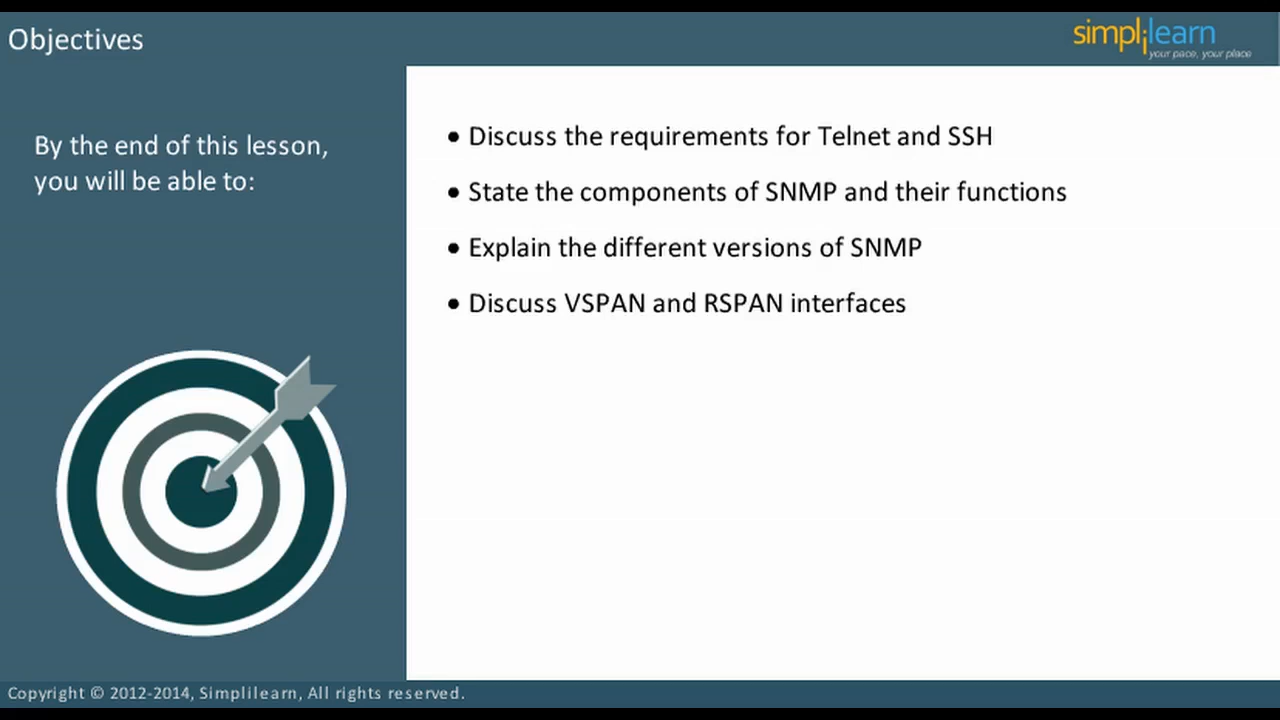 Objectives
simplilearn
your pace, your place
By the end of this lesson,
you will be able to:
• Discuss the requirements for Telnet and SSH
• State the components of SNMP and their functions
• Explain the different versions of SNMP
• Discuss VSPAN and RSPAN interfaces
Copyright © 2012-2014, Simplilearn, All rights reserved.